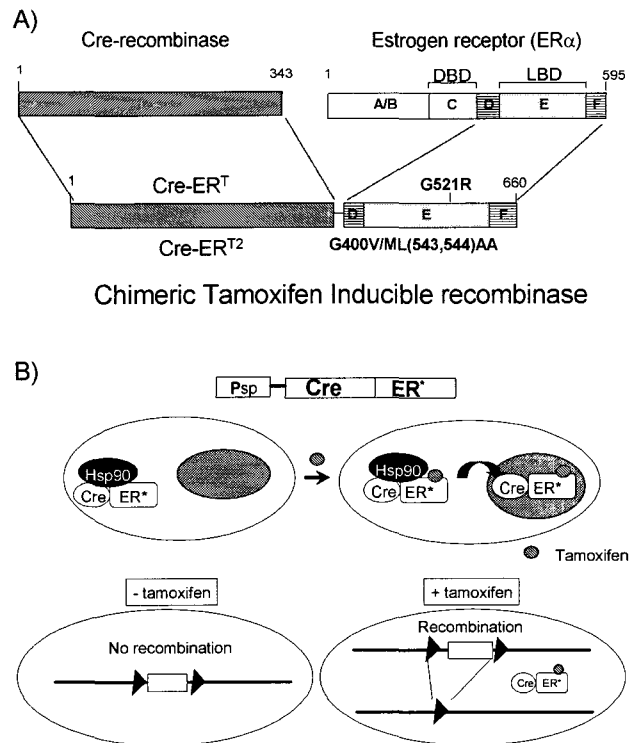 A)
Cre-recombinase
Estrogen receptor (ERα)
1
343
1
DBD
LBD
595
A/B
C
D
E
F
1
Cre-ER^T
G521R
660
D
E
F
Cre-ER^T2
G400V/ML(543,544)AA
Chimeric Tamoxifen Inducible recombinase
B)
Psp
Cre
ER*
Hsp90
Cre
ER*
Hsp90
Cre
ER*
Cre
ER*
Tamoxifen
- tamoxifen
+ tamoxifen
No recombination
Recombination
Cre
ER*